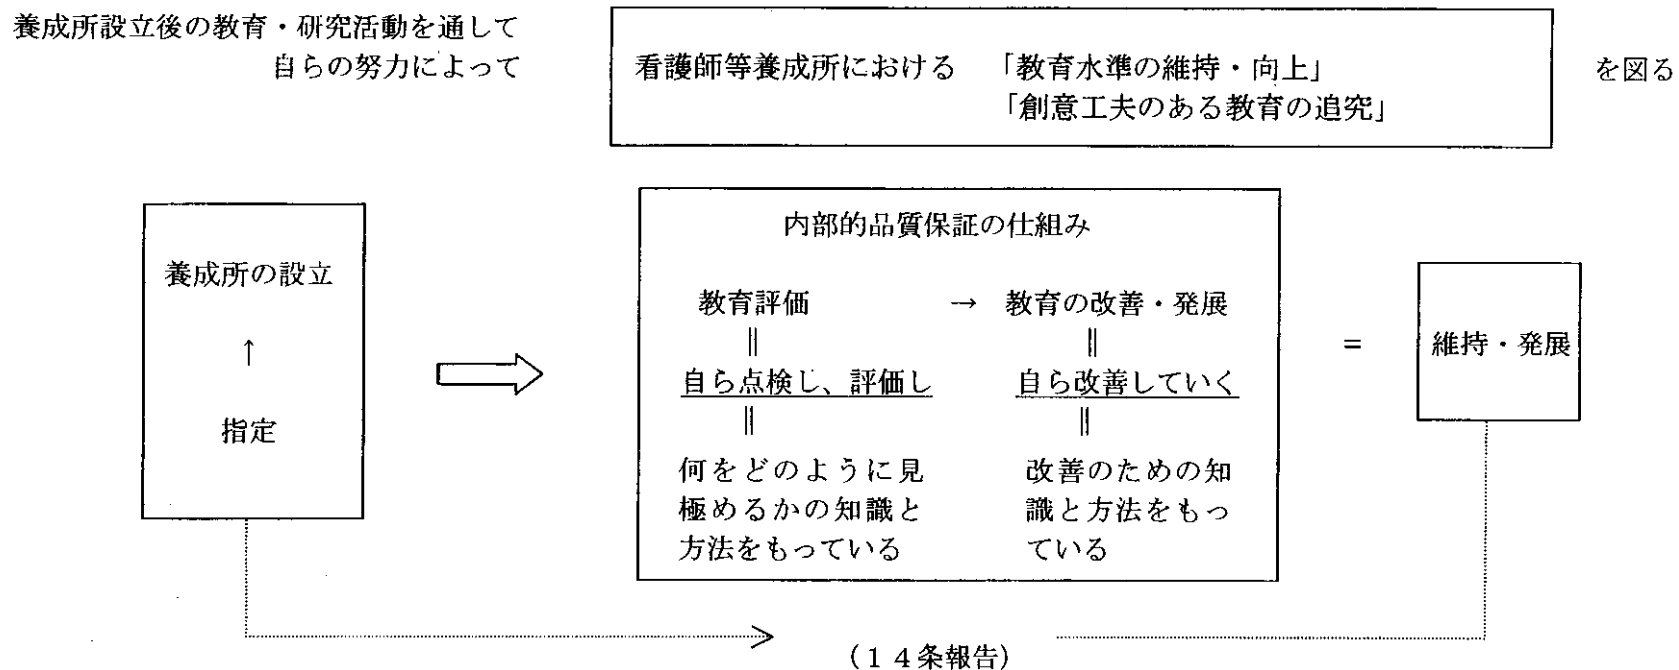 養成所設立後の教育・研究活動を通して
自らの努力によって
看護師等養成所における 「教育水準の維持・向上」
「創意工夫のある教育の追究」
を図る
養成所の設立
↑
指定
内部的品質保証の仕組み
教育評価 → 教育の改善・発展
‖ ‖
自ら点検し、評価し 自ら改善していく
‖ ‖
何をどのように見 改善のための知
極めるかの知識と 識と方法をもっ
方法をもっている ている
=
維持・発展
(14条報告)